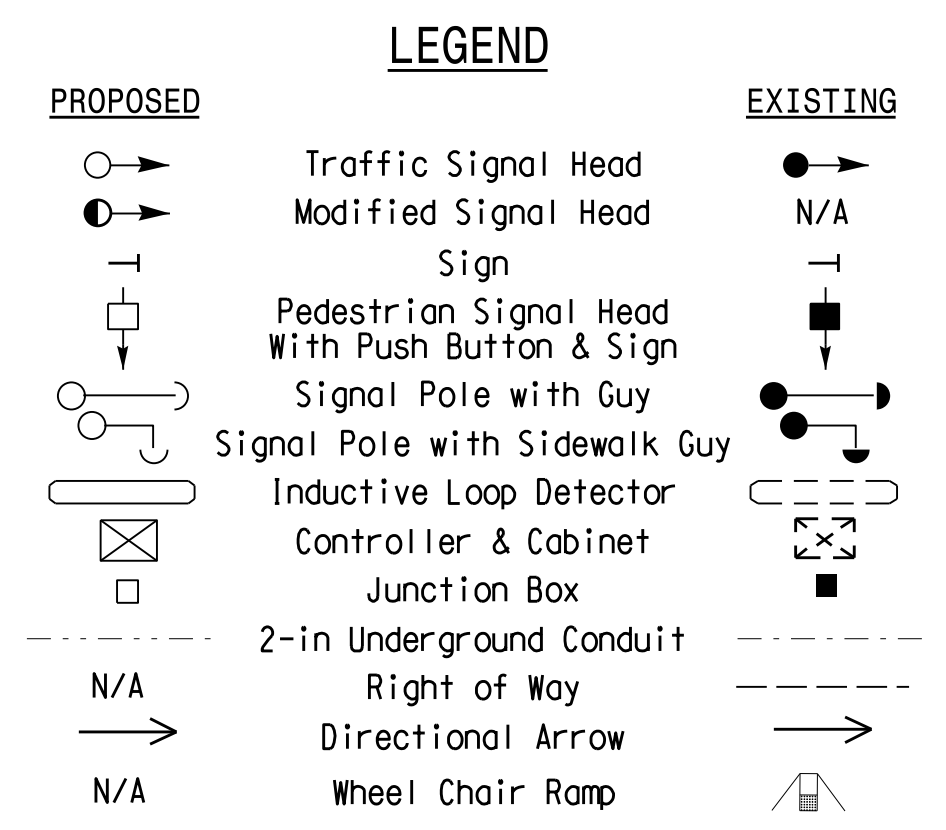 LEGEND
PROPOSED EXISTING
Traffic Signal Head
Modified Signal Head N/A
Sign
Pedestrian Signal Head
With Push Button & Sign
Signal Pole with Guy
Signal Pole with Sidewalk Guy
Inductive Loop Detector
Controller & Cabinet
Junction Box
2-in Underground Conduit
N/A Right of Way
Directional Arrow
N/A Wheel Chair Ramp